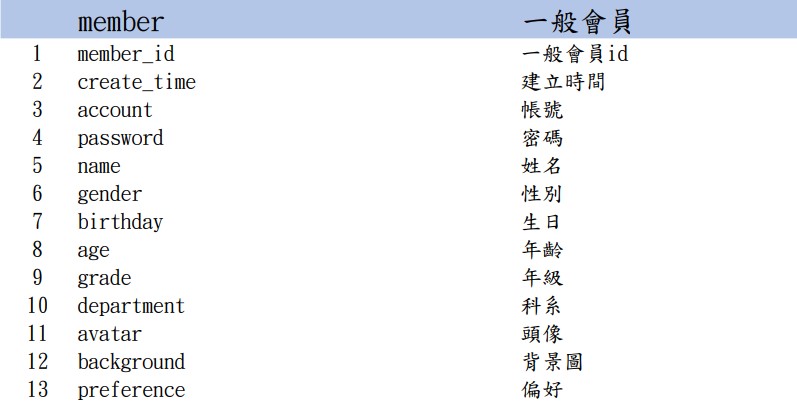 member 一般會員
1 member_id 一般會員id
2 create_time 建立時間
3 account 帳號
4 password 密碼
5 name 姓名
6 gender 性別
7 birthday 生日
8 age 年齡
9 grade 年級
10 department 科系
11 avatar 頭像
12 background 背景圖
13 preference 偏好